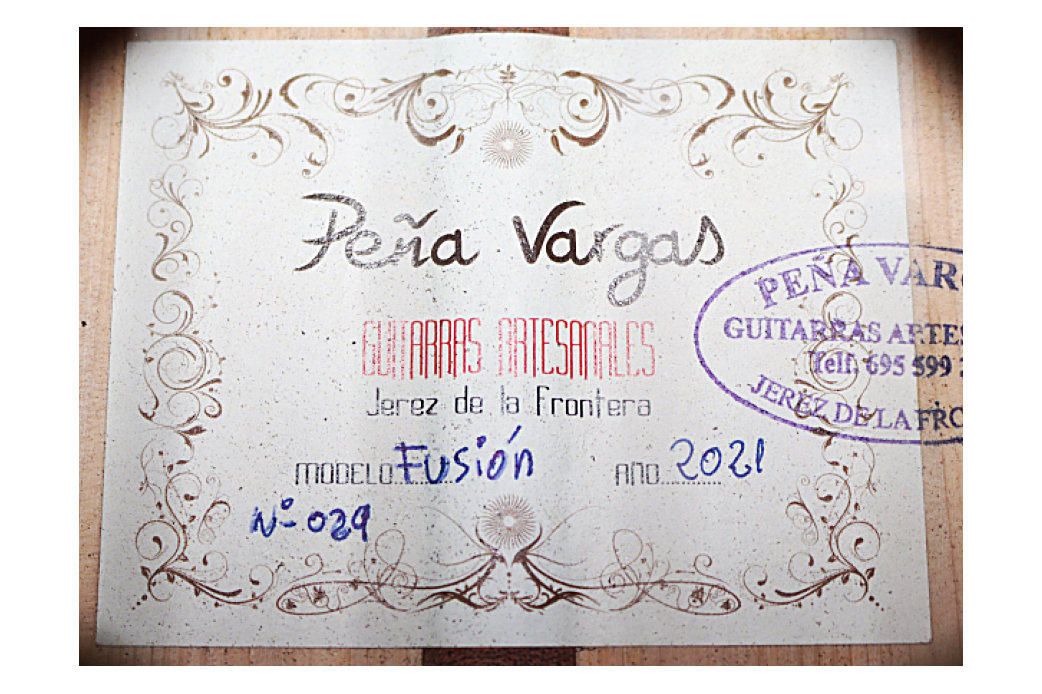 Peña Vargas
GUITARRAS ARTESANALES
Jerez de la Frontera
MODELO Fusión AÑO 2021
Nº 029
PEÑA VAR
GUITARRAS ARTES
Telf. 695 599
JEREZ DE LA FRO